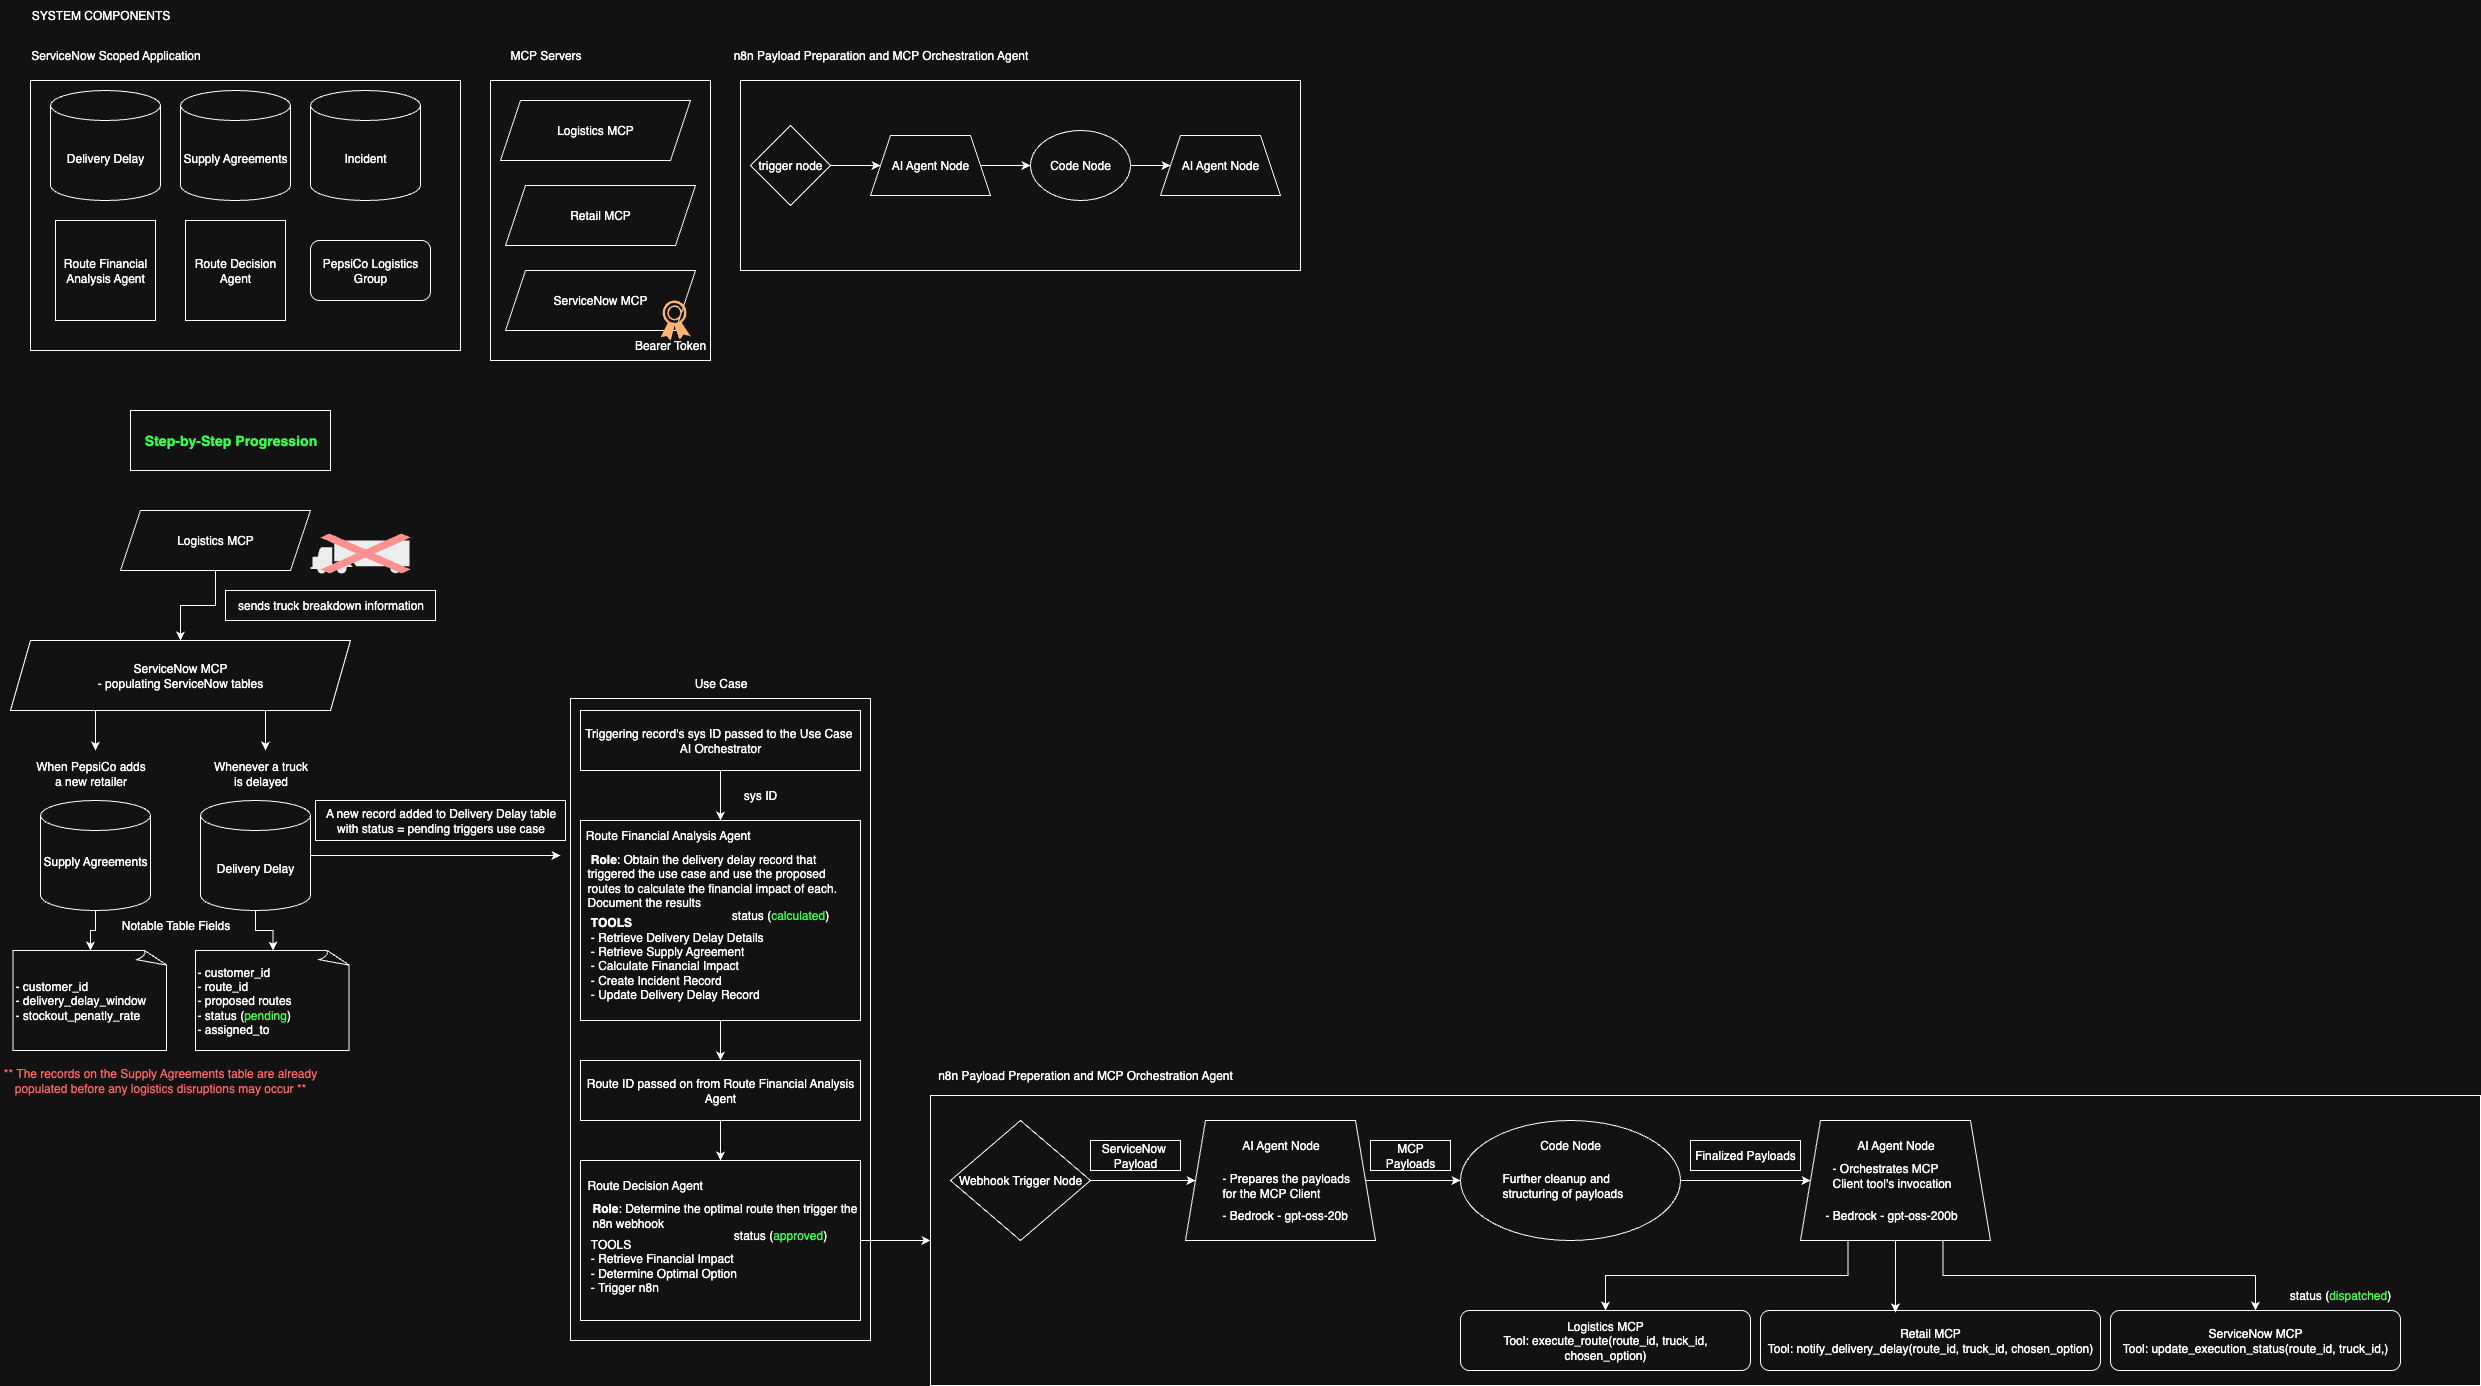 SYSTEM COMPONENTS
ServiceNow Scoped Application
MCP Servers
n8n Payload Preparation and MCP Orchestration Agent
Delivery Delay
Supply Agreements
Incident
Route Financial
Analysis Agent
Route Decision
Agent
PepsiCo Logistics
Group
Logistics MCP
Retail MCP
ServiceNow MCP
Bearer Token
trigger node
AI Agent Node
Code Node
AI Agent Node
Step-by-Step Progression
Logistics MCP
sends truck breakdown information
ServiceNow MCP
- populating ServiceNow tables
When PepsiCo adds
a new retailer
Whenever a truck
is delayed
Supply Agreements
Delivery Delay
A new record added to Delivery Delay table
with status = pending triggers use case
Notable Table Fields
- customer_id
- delivery_delay_window
- stockout_penatly_rate
- customer_id
- route_id
- proposed routes
- status (pending)
- assigned_to
** The records on the Supply Agreements table are already
populated before any logistics disruptions may occur **
Use Case
Triggering record's sys ID passed to the Use Case
AI Orchestrator
sys ID
Route Financial Analysis Agent
Role: Obtain the delivery delay record that
triggered the use case and use the proposed
routes to calculate the financial impact of each.
Document the results
status (calculated)
TOOLS
- Retrieve Delivery Delay Details
- Retrieve Supply Agreement
- Calculate Financial Impact
- Create Incident Record
- Update Delivery Delay Record
Route ID passed on from Route Financial Analysis
Agent
Route Decision Agent
Role: Determine the optimal route then trigger the
n8n webhook
status (approved)
TOOLS
- Retrieve Financial Impact
- Determine Optimal Option
- Trigger n8n
n8n Payload Preperation and MCP Orchestration Agent
Webhook Trigger Node
ServiceNow
Payload
AI Agent Node
- Prepares the payloads
for the MCP Client
- Bedrock - gpt-oss-20b
MCP
Payloads
Code Node
Further cleanup and
structuring of payloads
Finalized Payloads
AI Agent Node
- Orchestrates MCP
Client tool's invocation
- Bedrock - gpt-oss-200b
status (dispatched)
Logistics MCP
Tool: execute_route(route_id, truck_id,
chosen_option)
Retail MCP
Tool: notify_delivery_delay(route_id, truck_id, chosen_option)
ServiceNow MCP
Tool: update_execution_status(route_id, truck_id,)